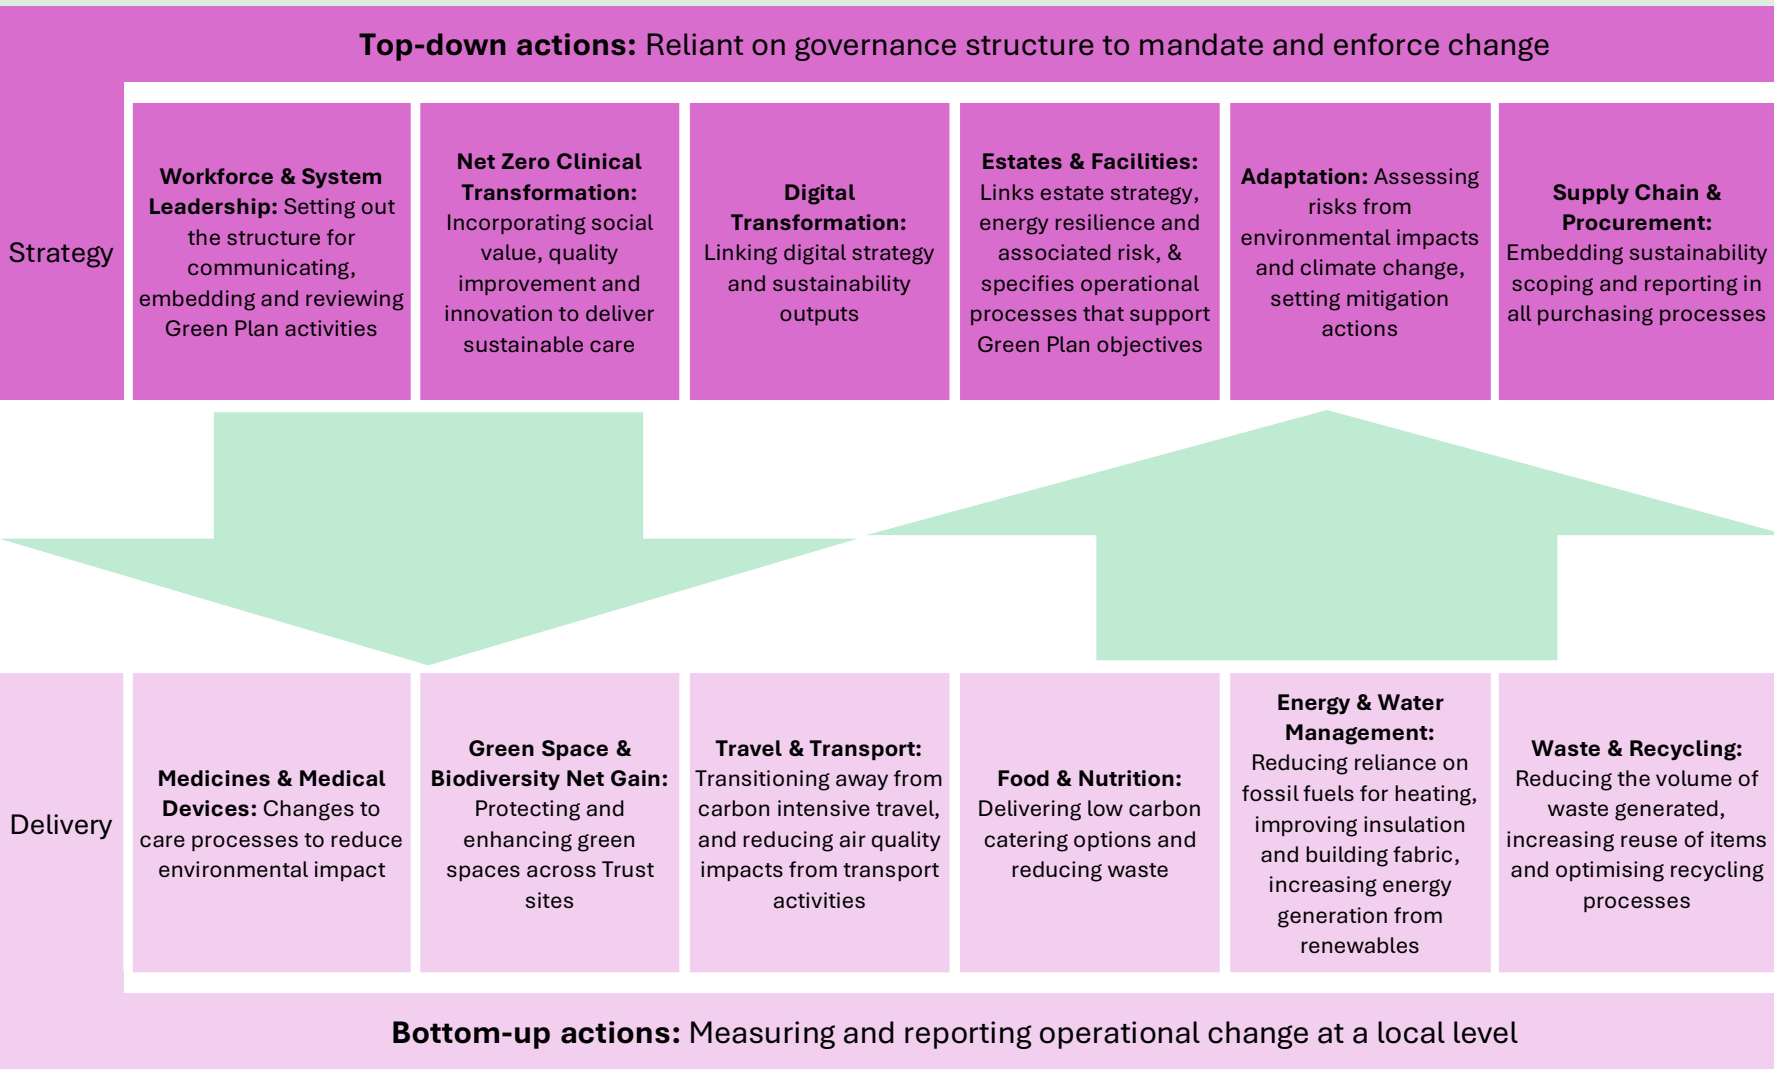 Top-down actions: Reliant on governance structure to mandate and enforce change
Strategy
Workforce & System
Leadership: Setting out
the structure for
communicating,
embedding and reviewing
Green Plan activities
Net Zero Clinical
Transformation:
Incorporating social
value, quality
improvement and
innovation to deliver
sustainable care
Digital
Transformation:
Linking digital strategy
and sustainability
outputs
Estates & Facilities:
Links estate strategy,
energy resilience and
associated risk, &
specifies operational
processes that support
Green Plan objectives
Adaptation: Assessing
risks from
environmental impacts
and climate change,
setting mitigation
actions
Supply Chain &
Procurement:
Embedding sustainability
scoping and reporting in
all purchasing processes
Delivery
Medicines & Medical
Devices: Changes to
care processes to reduce
environmental impact
Green Space &
Biodiversity Net Gain:
Protecting and
enhancing green
spaces across Trust
sites
Travel & Transport:
Transitioning away from
carbon intensive travel,
and reducing air quality
impacts from transport
activities
Food & Nutrition:
Delivering low carbon
catering options and
reducing waste
Energy & Water
Management:
Reducing reliance on
fossil fuels for heating,
improving insulation
and building fabric,
increasing energy
generation from
renewables
Waste & Recycling:
Reducing the volume of
waste generated,
increasing reuse of items
and optimising recycling
processes
Bottom-up actions: Measuring and reporting operational change at a local level